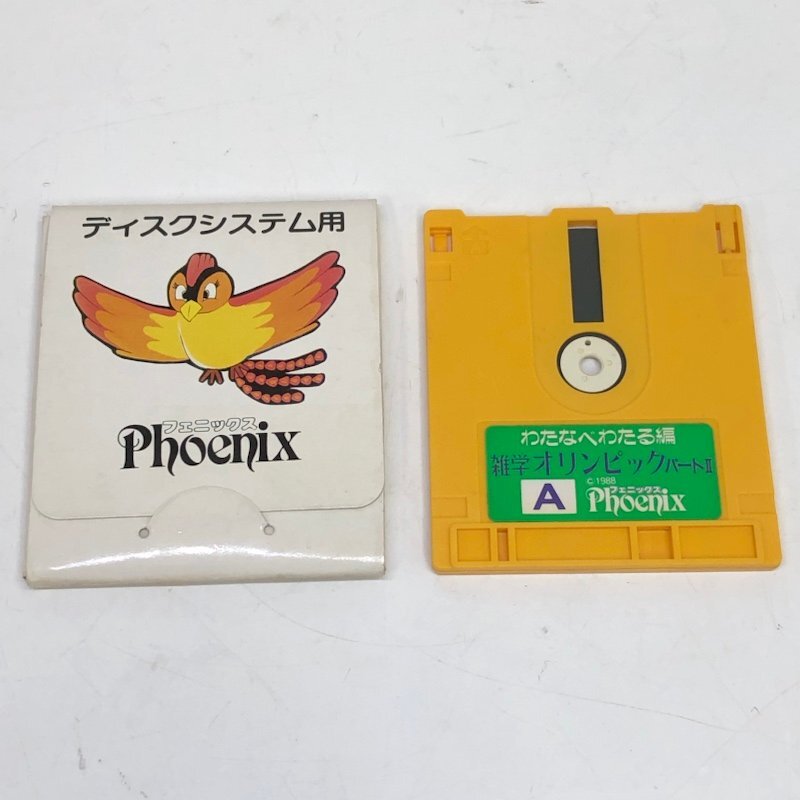 ディスクシステム用
フェニックス
Phoenix
わたなべわたる編
雑学オリンピックパートII
A
C 1988
フェニックス
Phoenix